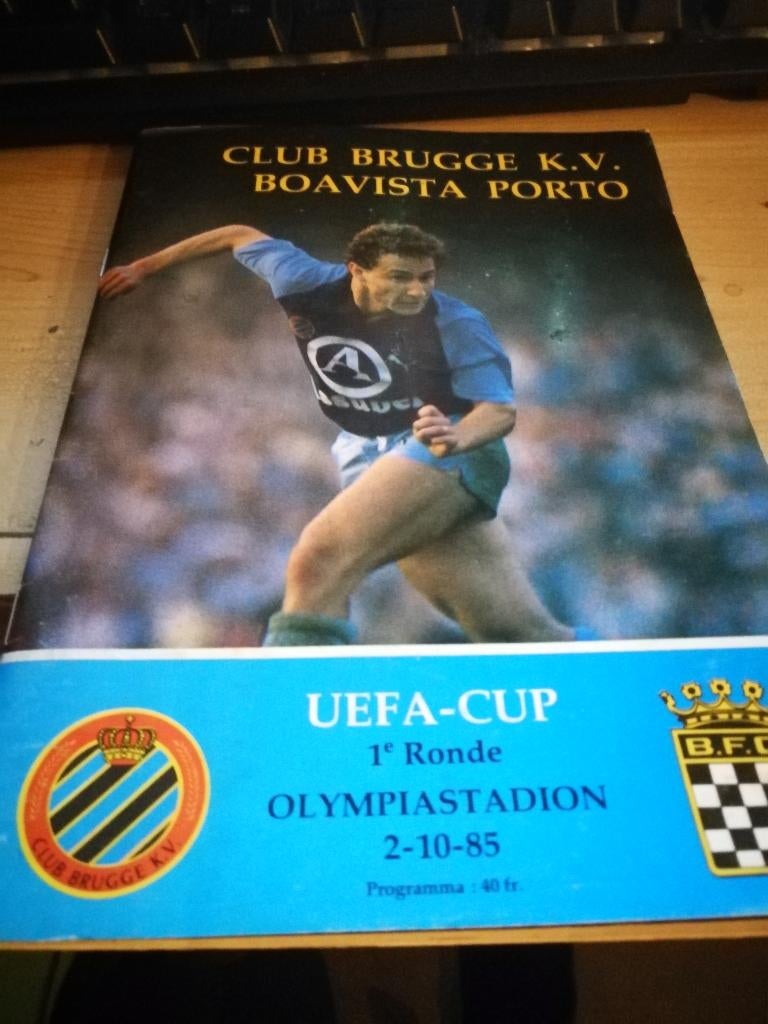 CLUB BRUGGE K.V.
BOAVISTA PORTO
A
UEFA-CUP
1e Ronde
OLYMPIASTADION
2-10-85
Programma : 40 fr.
CLUB BRUGGE K.V.
B.F.C